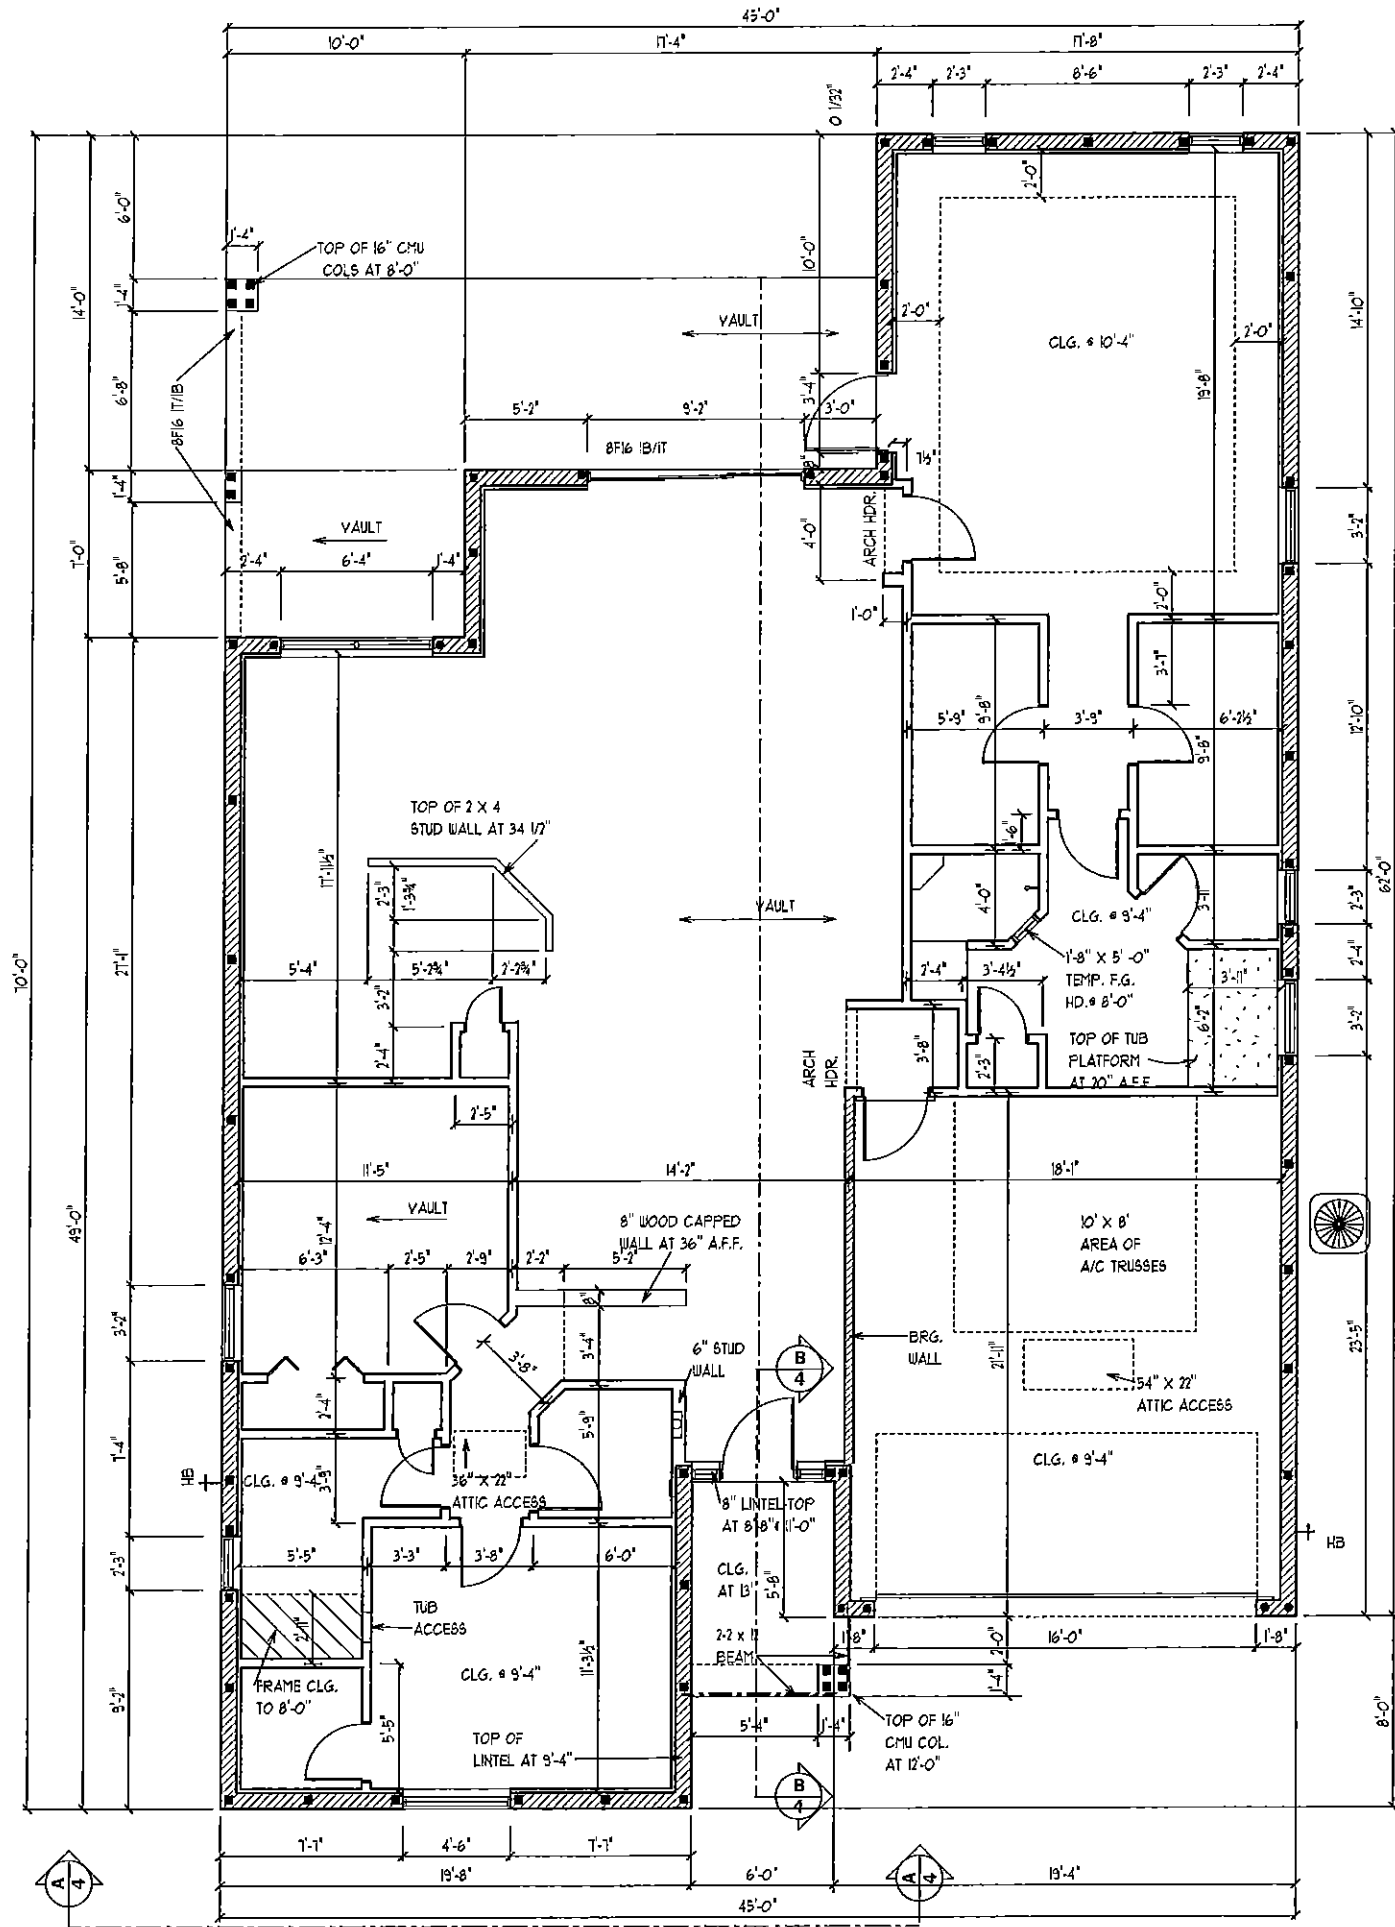 45'-0"
10'-0"
17'-4"
17'-8"
2'-4"
2'-3"
8'-6"
2'-3"
2'-4"
0 1/32"
6'-0"
2'-0"
1'-4"
TOP OF 16" CMU
COLS AT 8'-0"
10'-0"
14'-0"
1'-4"
VAULT
2'-0"
CLG. @ 10'-4"
2'-0"
14'-10"
6'-8"
8F16 1T/1B
19'-8"
3'-4"
5'-2"
9'-2"
3'-0"
8F16 1B/1T
8"
7½"
1'-4"
VAULT
4'-0"
ARCH HDR.
3'-2"
7'-0"
5'-8"
2'-4"
6'-4"
1'-4"
1'-0"
2'-0"
3'-7"
5'-9"
9'-8"
3'-9"
6'-2½"
9'-8"
12'-10"
TOP OF 2 X 4
STUD WALL AT 34 1/2"
17'-11½"
1'-6"
62'-0"
2'-3"
1'-3¾"
VAULT
4'-0"
CLG. @ 9'-4"
3'-11"
2'-3"
70'-0"
27'-1"
5'-4"
5'-2¾"
2'-2¾"
2'-4"
3'-4½"
1'-8" X 5'-0"
TEMP. F.G.
HD. @ 8'-0"
3'-11"
2'-4"
3'-2"
6'-2"
3'-2"
2'-4"
3'-8"
2'-3"
TOP OF TUB
PLATFORM
AT 20" A.F.F.
ARCH
HDR.
2'-5"
11'-5"
14'-2"
18'-1"
VAULT
12'-4"
8" WOOD CAPPED
WALL AT 36" A.F.F.
10' X 8'
AREA OF
A/C TRUSSES
49'-0"
6'-3"
2'-5"
2'-9"
2'-2"
5'-2"
8"
3'-2"
3'-8"
3'-4"
6" STUD
WALL
B
4
BRG.
WALL
21'-11"
23'-5"
54" X 22"
ATTIC ACCESS
2'-4"
5'-9"
7'-4"
HB
CLG. @ 9'-4"
3'-9"
36" X 22"
ATTIC ACCESS
CLG. @ 9'-4"
8" LINTEL-TOP
AT 8'-8" & 11'-0"
HB
2'-3"
5'-5"
3'-3"
3'-8"
6'-0"
CLG.
AT 13'
5'-8"
2'-11"
TUB
ACCESS
2-2 x 12
BEAM
1'-8"
2'-0"
16'-0"
1'-8"
FRAME CLG.
TO 8'-0"
CLG. @ 9'-4"
11'-3½"
1'-4"
9'-2"
5'-5"
TOP OF
LINTEL AT 9'-4"
5'-4"
1'-4"
TOP OF 16"
CMU COL.
AT 12'-0"
8'-0"
B
4
7'-7"
4'-6"
7'-7"
A
4
19'-8"
6'-0"
A
4
19'-4"
45'-0"